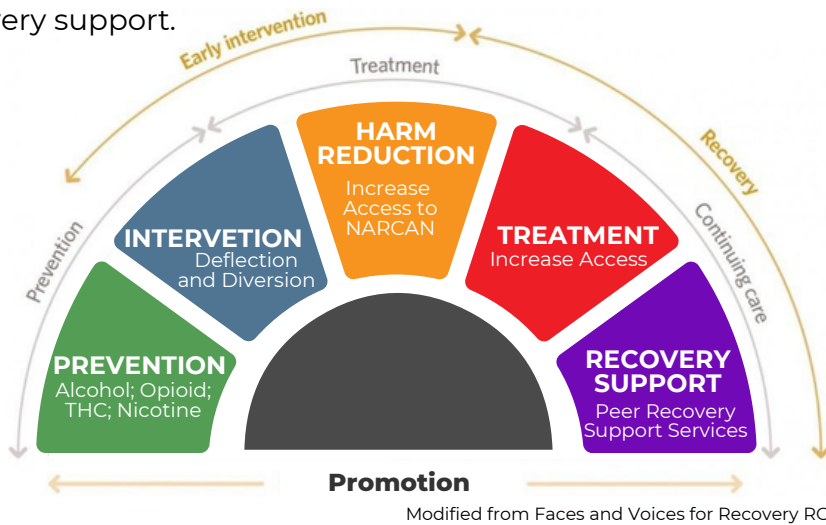 very support.
Early intervention
Treatment
Recovery
Prevention
Continuing care
HARM
REDUCTION
Increase
Access to
NARCAN
INTERVETION
Deflection
and Diversion
TREATMENT
Increase Access
PREVENTION
Alcohol; Opioid;
THC; Nicotine
RECOVERY
SUPPORT
Peer Recovery
Support Services
Promotion
Modified from Faces and Voices for Recovery RO